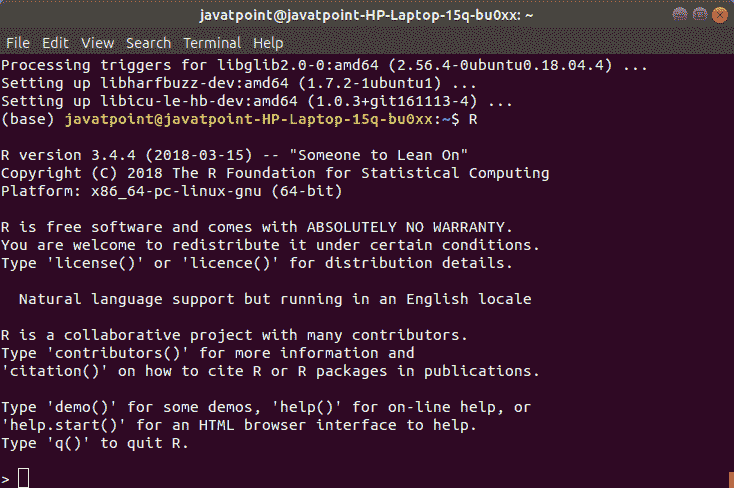 javatpoint@javatpoint-HP-Laptop-15q-bu0xx: ~
File Edit View Search Terminal Help
Processing triggers for libglib2.0-0:amd64 (2.56.4-0ubuntu0.18.04.4) ...
Setting up libharfbuzz-dev:amd64 (1.7.2-1ubuntu1) ...
Setting up libicu-le-hb-dev:amd64 (1.0.3+git161113-4) ...
(base) javatpoint@javatpoint-HP-Laptop-15q-bu0xx:~$ R
R version 3.4.4 (2018-03-15) -- "Someone to Lean On"
Copyright (C) 2018 The R Foundation for Statistical Computing
Platform: x86_64-pc-linux-gnu (64-bit)
R is free software and comes with ABSOLUTELY NO WARRANTY.
You are welcome to redistribute it under certain conditions.
Type 'license()' or 'licence()' for distribution details.
Natural language support but running in an English locale
R is a collaborative project with many contributors.
Type 'contributors()' for more information and
'citation()' on how to cite R or R packages in publications.
Type 'demo()' for some demos, 'help()' for on-line help, or
'help.start()' for an HTML browser interface to help.
Type 'q()' to quit R.
>